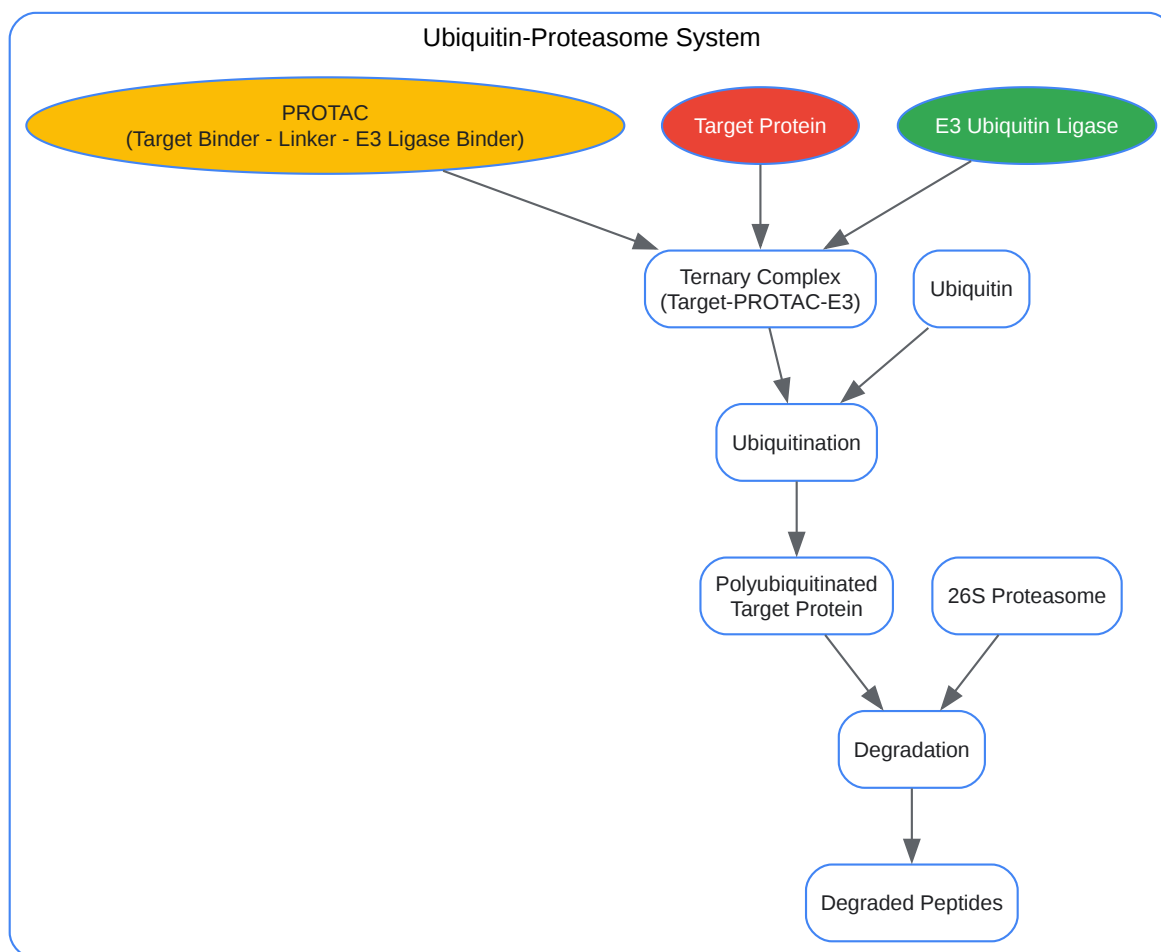 Ubiquitin-Proteasome System
PROTAC
(Target Binder - Linker - E3 Ligase Binder)
Target Protein
E3 Ubiquitin Ligase
Ternary Complex
(Target-PROTAC-E3)
Ubiquitin
Ubiquitination
Polyubiquitinated
Target Protein
26S Proteasome
Degradation
Degraded Peptides